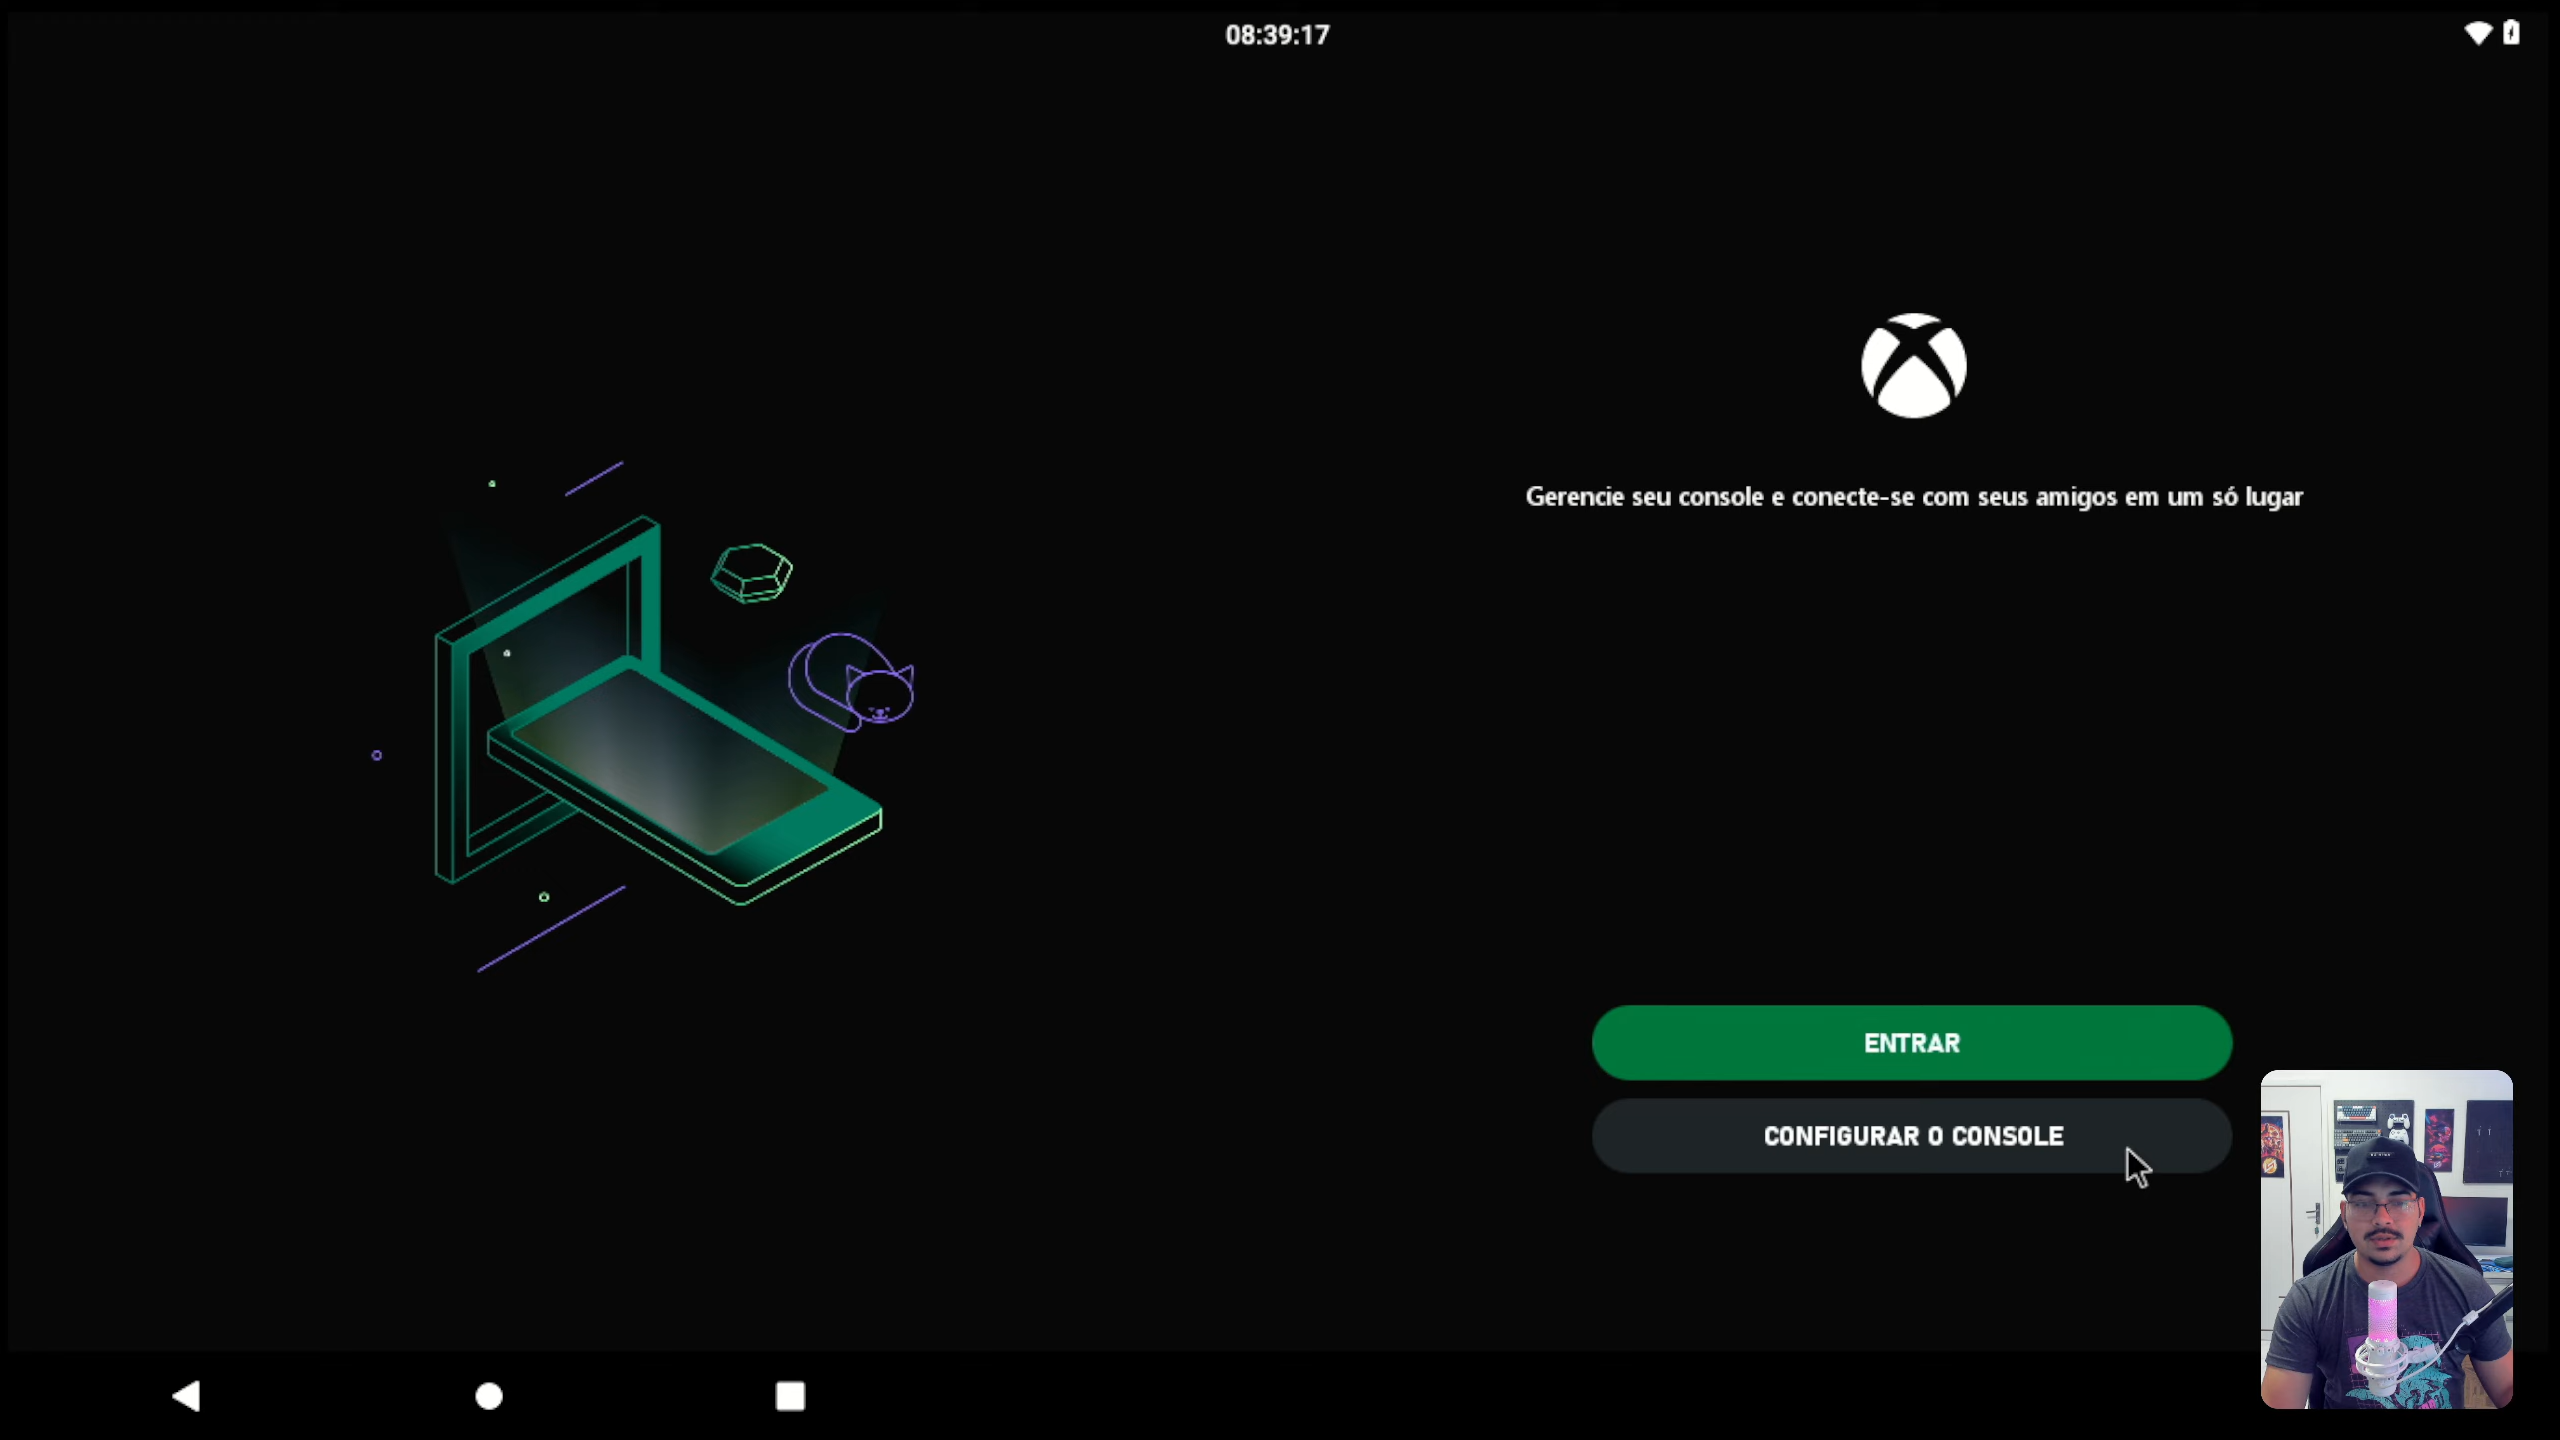 08:39:17
Gerencie seu console e conecte-se com seus amigos em um só lugar
ENTRAR
CONFIGURAR O CONSOLE